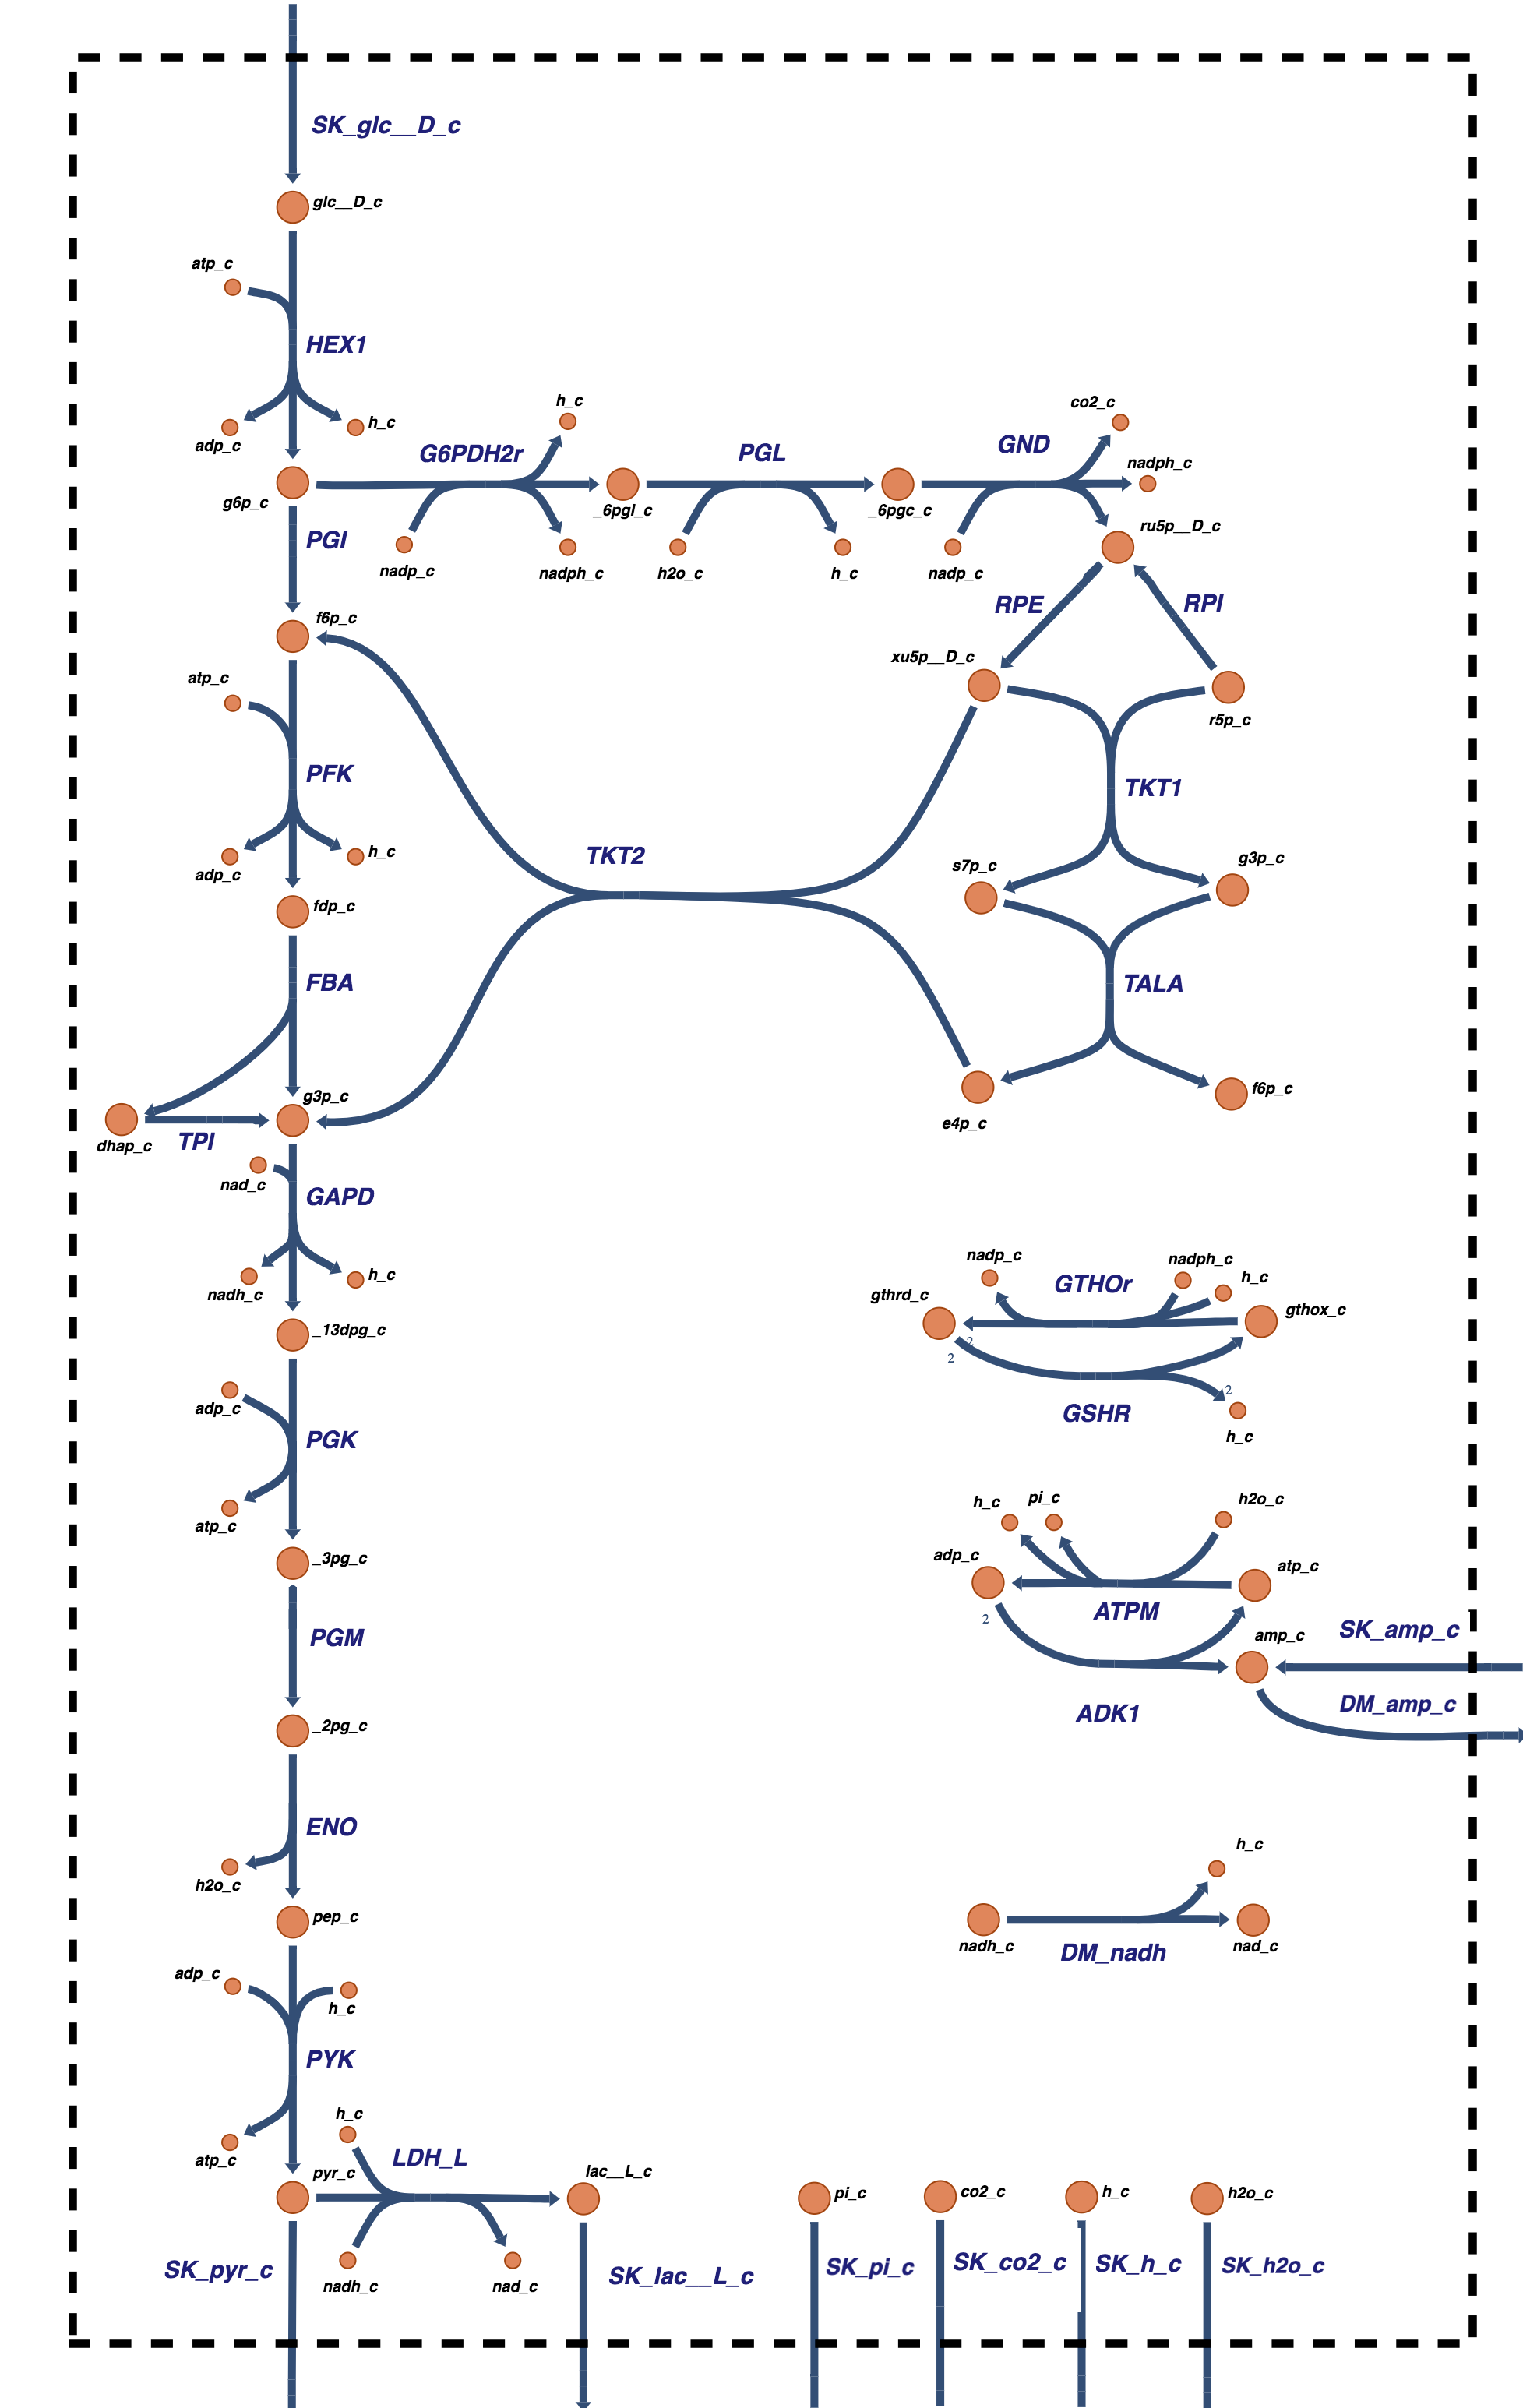 SK_glc__D_c
glc__D_c
atp_c
HEX1
adp_c
h_c
g6p_c
G6PDH2r
h_c
nadp_c
nadph_c
_6pgl_c
PGL
h2o_c
h_c
_6pgc_c
GND
co2_c
nadph_c
nadp_c
ru5p__D_c
PGI
RPE
RPI
f6p_c
xu5p__D_c
r5p_c
atp_c
PFK
TKT1
adp_c
h_c
TKT2
s7p_c
g3p_c
fdp_c
FBA
TALA
g3p_c
e4p_c
f6p_c
dhap_c
TPI
nad_c
GAPD
nadh_c
h_c
_13dpg_c
nadp_c
GTHOr
nadph_c
h_c
gthrd_c
gthox_c
2
2
2
GSHR
h_c
adp_c
PGK
atp_c
_3pg_c
h_c
pi_c
h2o_c
adp_c
atp_c
2
ATPM
amp_c
SK_amp_c
DM_amp_c
ADK1
PGM
_2pg_c
ENO
h2o_c
pep_c
h_c
nadh_c
DM_nadh
nad_c
adp_c
h_c
PYK
atp_c
h_c
LDH_L
pyr_c
lac__L_c
pi_c
co2_c
h_c
h2o_c
SK_pyr_c
nadh_c
nad_c
SK_lac__L_c
SK_pi_c
SK_co2_c
SK_h_c
SK_h2o_c